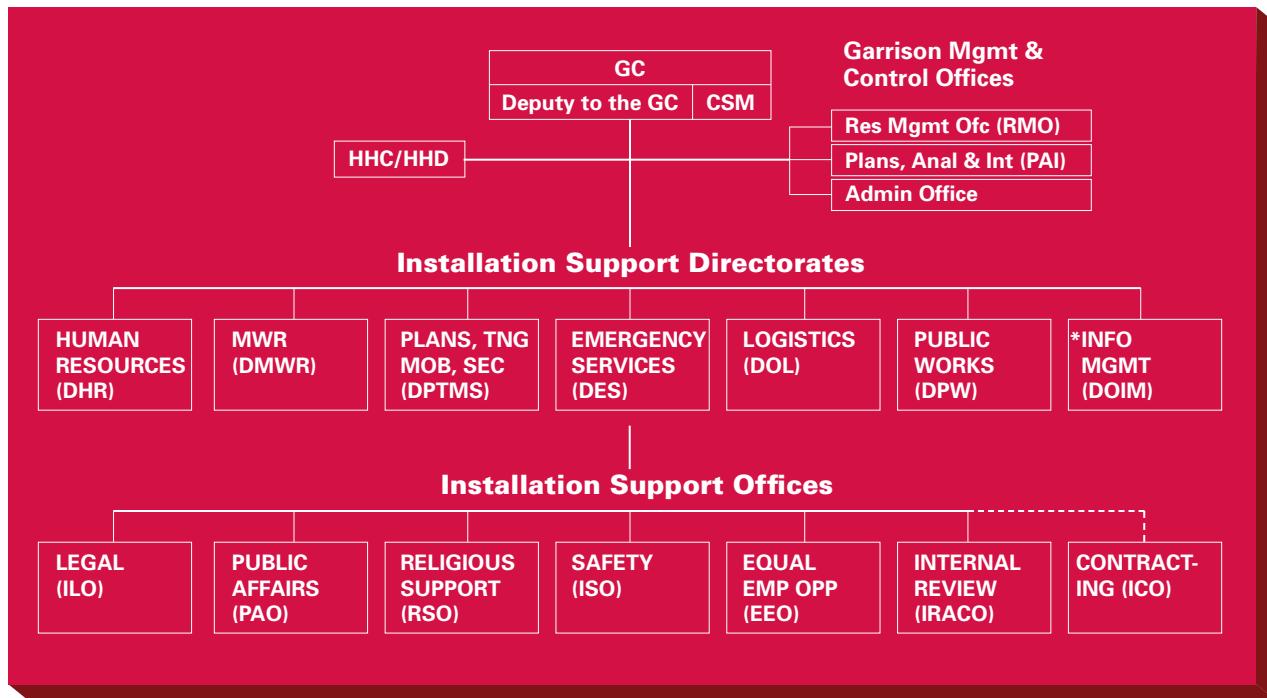 GC
Deputy to the GC
CSM
Garrison Mgmt &
Control Offices
Res Mgmt Ofc (RMO)
Plans, Anal & Int (PAI)
Admin Office
HHC/HHD
Installation Support Directorates
HUMAN
RESOURCES
(DHR)
MWR
(DMWR)
PLANS, TNG
MOB, SEC
(DPTMS)
EMERGENCY
SERVICES
(DES)
LOGISTICS
(DOL)
PUBLIC
WORKS
(DPW)
*INFO
MGMT
(DOIM)
Installation Support Offices
LEGAL
(ILO)
PUBLIC
AFFAIRS
(PAO)
RELIGIOUS
SUPPORT
(RSO)
SAFETY
(ISO)
EQUAL
EMP OPP
(EEO)
INTERNAL
REVIEW
(IRACO)
CONTRACT-
ING (ICO)